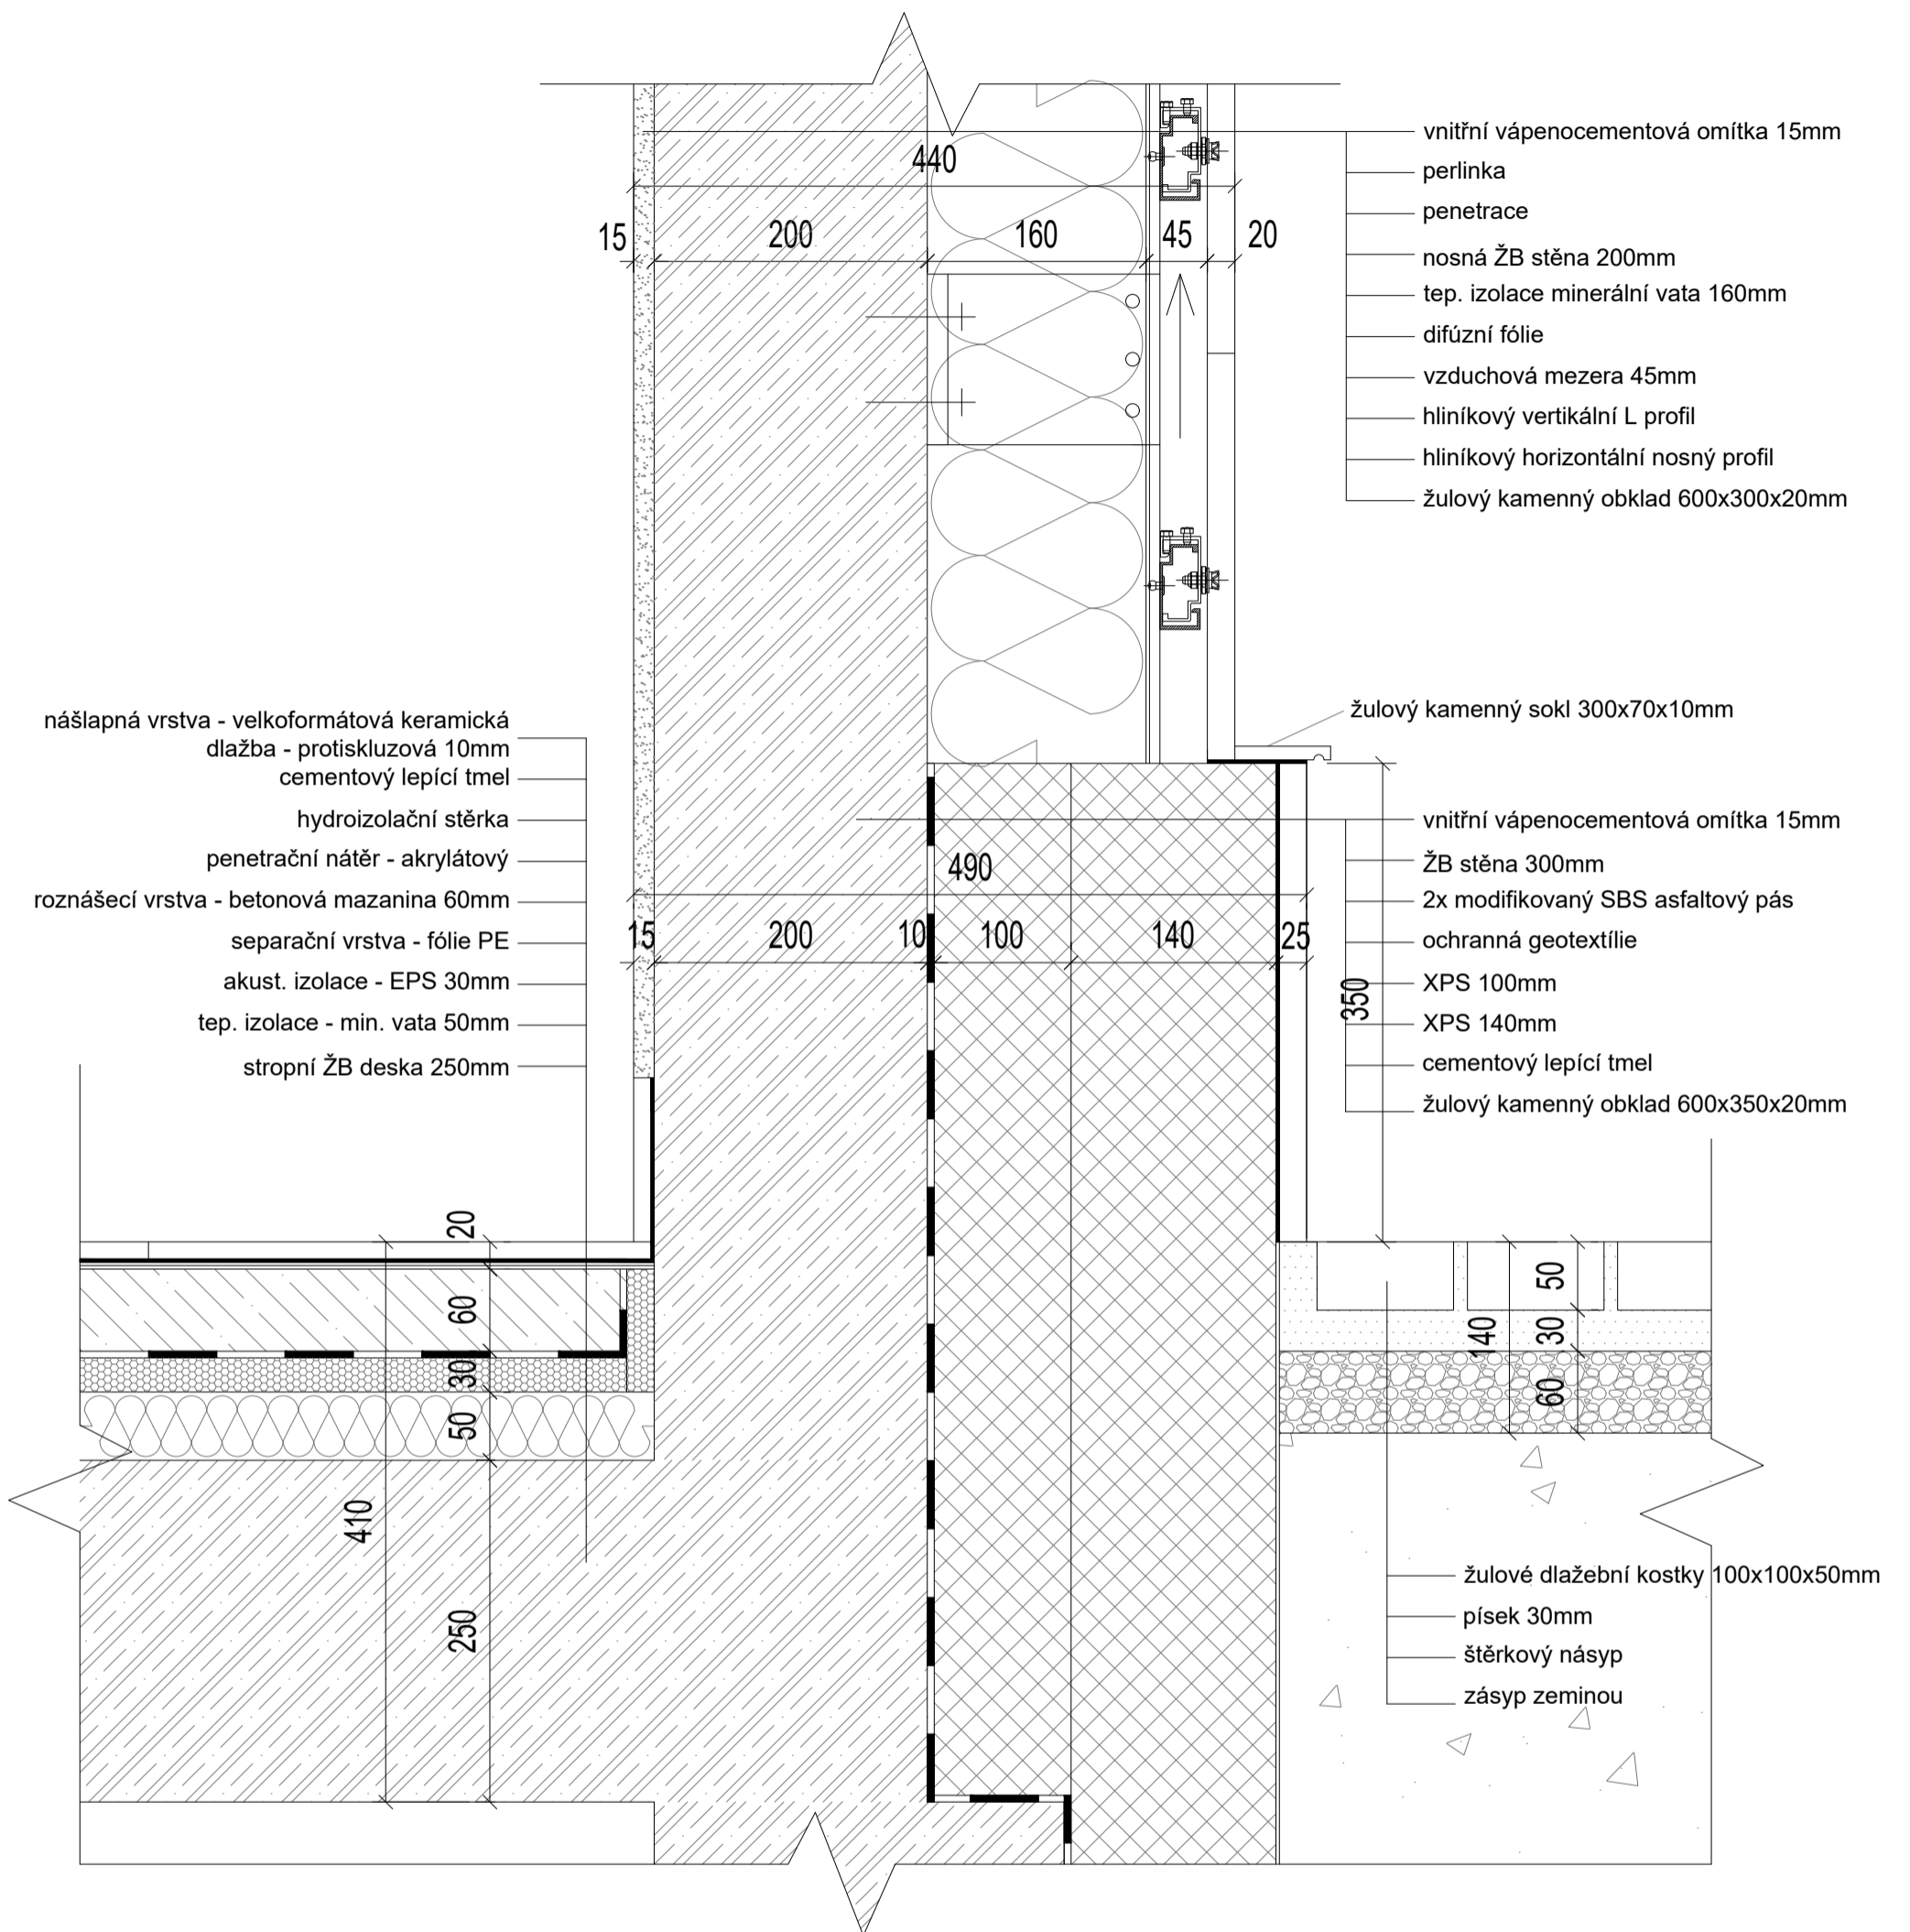 vnitřní vápenocementová omítka 15mm
perlinka
penetrace
nosná ŽB stěna 200mm
tep. izolace minerální vata 160mm
difúzní fólie
vzduchová mezera 45mm
hliníkový vertikální L profil
hliníkový horizontální nosný profil
žulový kamenný obklad 600x300x20mm
440
15 200 160 45 20
žulový kamenný sokl 300x70x10mm
nášlapná vrstva - velkoformátová keramická
dlažba - protiskluzová 10mm
cementový lepící tmel
hydroizolační stěrka
penetrační nátěr - akrylátový
roznášecí vrstva - betonová mazanina 60mm
separační vrstva - fólie PE
akust. izolace - EPS 30mm
tep. izolace - min. vata 50mm
stropní ŽB deska 250mm
vnitřní vápenocementová omítka 15mm
ŽB stěna 300mm
2x modifikovaný SBS asfaltový pás
ochranná geotextílie
XPS 100mm
XPS 140mm
cementový lepící tmel
žulový kamenný obklad 600x350x20mm
490
15 200 10 100 140 25
350
20
60
30
50
410
250
50
140
30
60
žulové dlažební kostky 100x100x50mm
písek 30mm
štěrkový násyp
zásyp zeminou